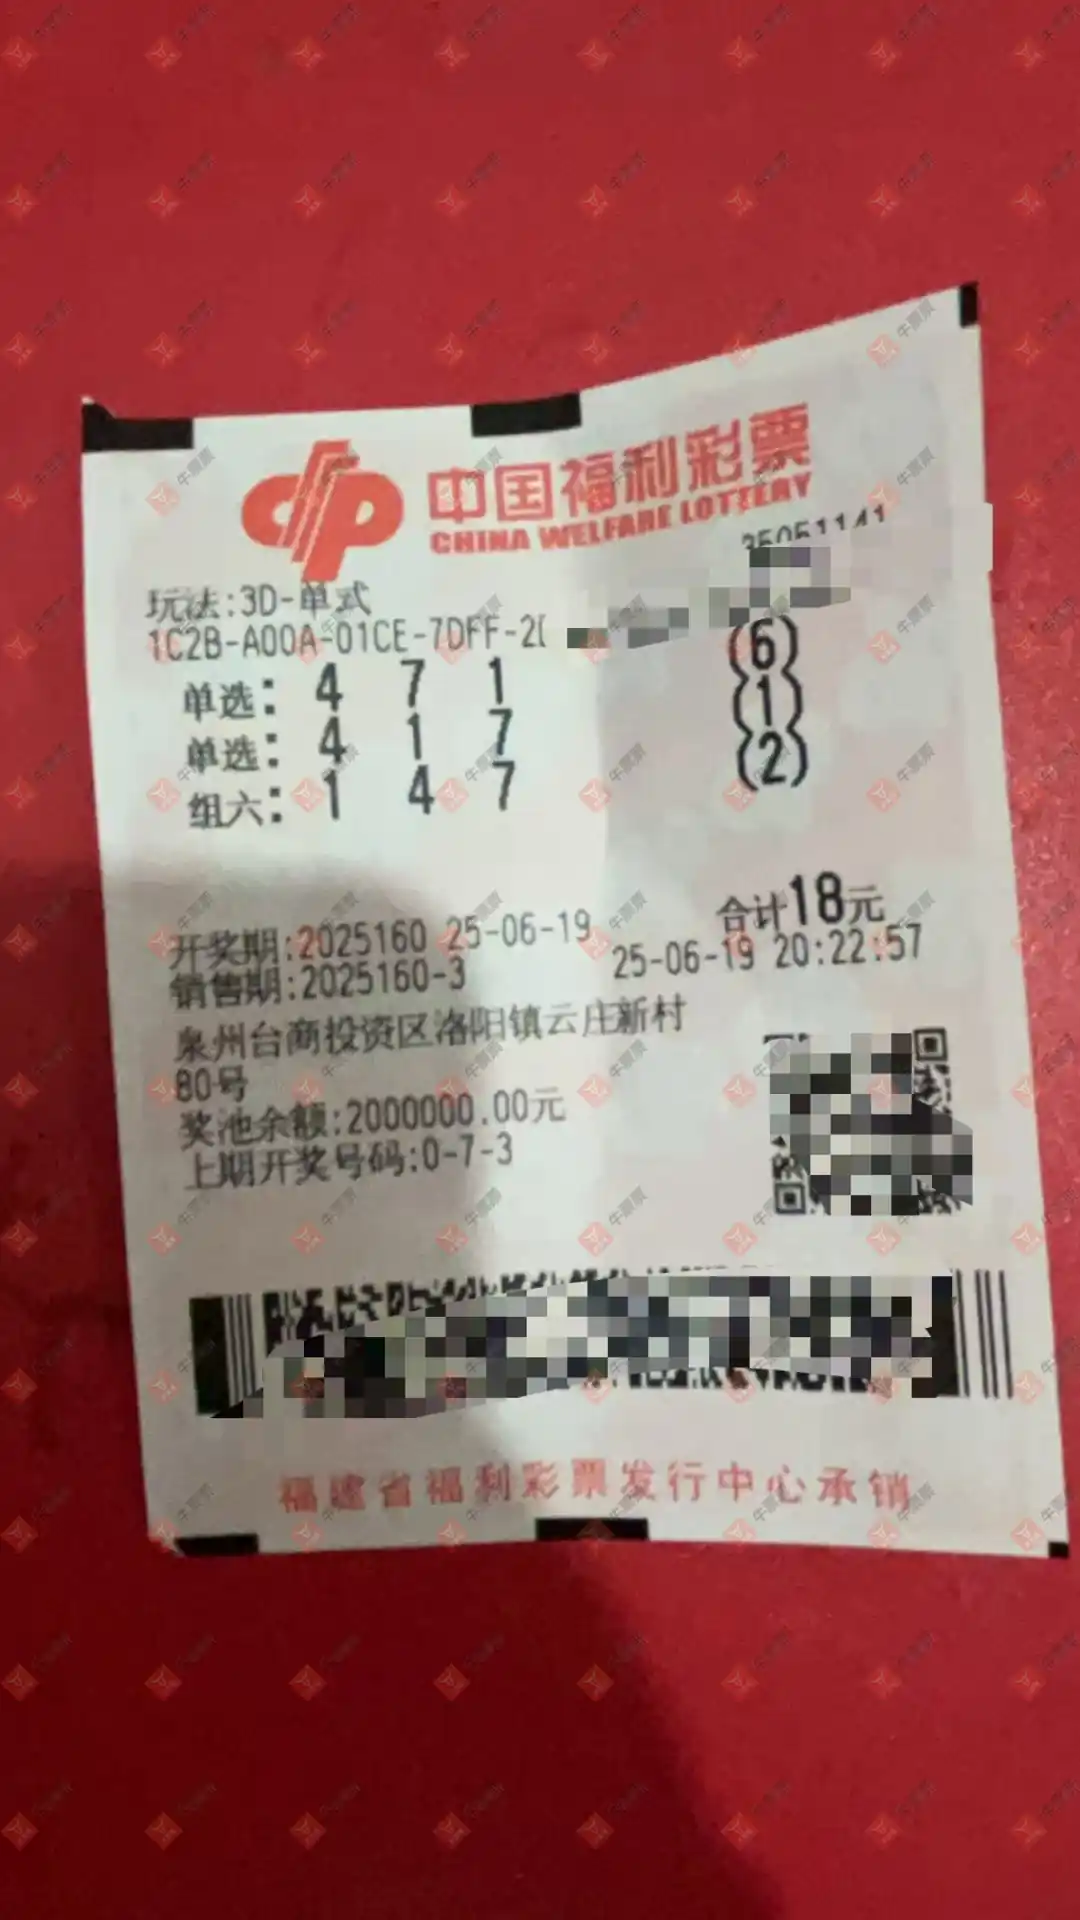 中国福利彩票
CHINA WELFARE LOTTERY
35051141
玩法:3D-单式
1C2B-A00A-01CE-7DFF-2
单选: 4 7 1 (6)
单选: 4 1 7 (1)
组六: 1 4 7 (2)
合计18元
开奖期:2025160 25-06-19
销售期:2025160-3 25-06-19 20:22:57
泉州台商投资区洛阳镇云庄新村
80号
奖池余额:2000000.00元
上期开奖号码:0-7-3
福建省福利彩票发行中心承销
牛票票